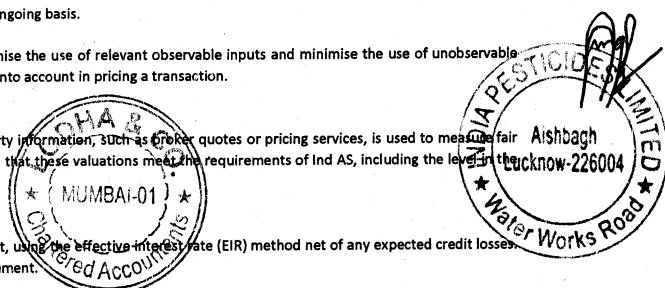 ngoing basis.
nise the use of relevant observable inputs and minimise the use of unobservable
nto account in pricing a transaction.
rty information, such as broker quotes or pricing services, is used to measure fair
that these valuations meet the requirements of Ind AS, including the level in the
t, using the effective interest rate (EIR) method net of any expected credit losses.
ement.
LODHA & CO.
MUMBAI-01
Chartered Accountants
INDIA PESTICIDES LIMITED
Aishbagh
Lucknow-226004
Water Works Road